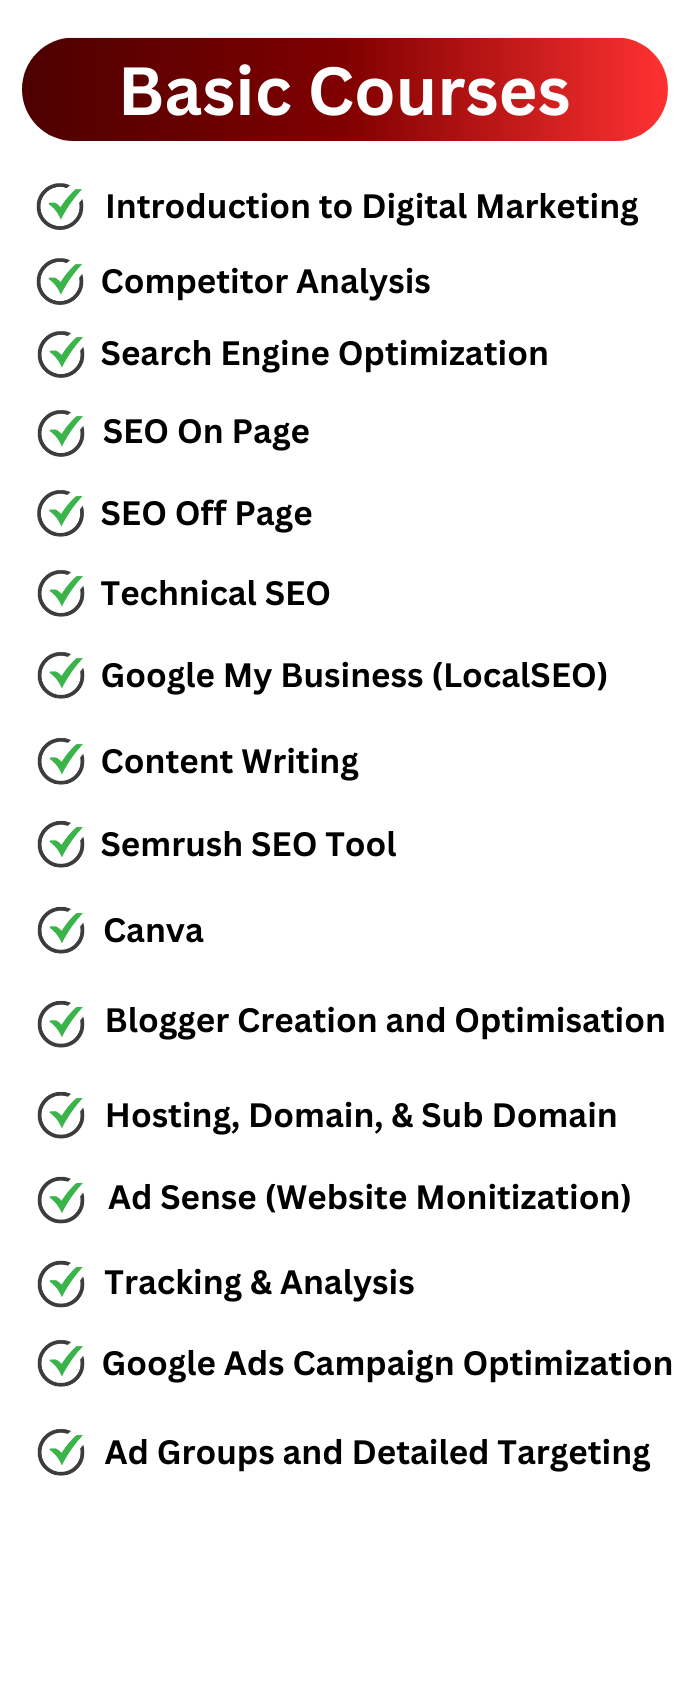 Basic Courses
Introduction to Digital Marketing
Competitor Analysis
Search Engine Optimization
SEO On Page
SEO Off Page
Technical SEO
Google My Business (LocalSEO)
Content Writing
Semrush SEO Tool
Canva
Blogger Creation and Optimisation
Hosting, Domain, & Sub Domain
Ad Sense (Website Monitization)
Tracking & Analysis
Google Ads Campaign Optimization
Ad Groups and Detailed Targeting